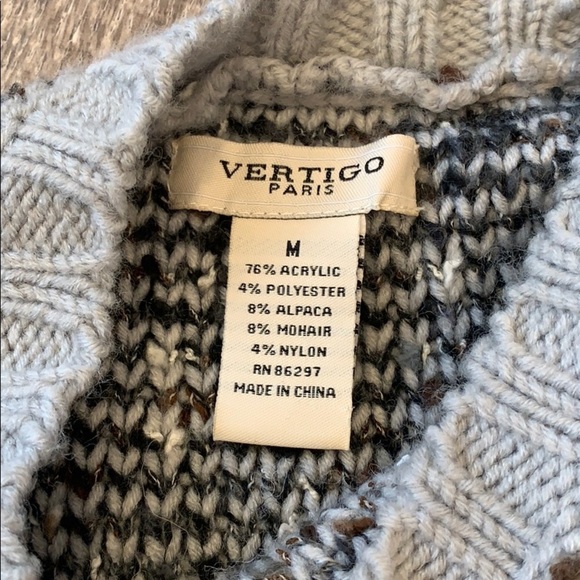 VERTIGO
PARIS
M
76% ACRYLIC
4% POLYESTER
8% ALPACA
8% MOHAIR
4% NYLON
RN 86297
MADE IN CHINA